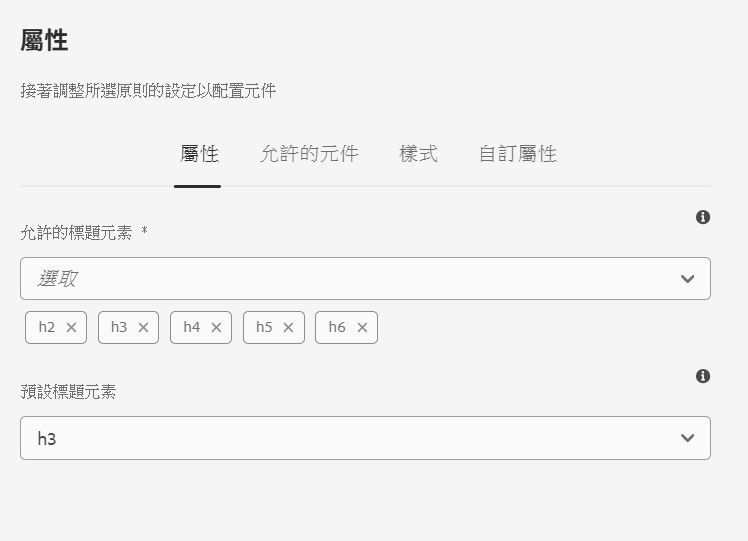 屬性
接著調整所選原則的設定以配置元件
屬性 允許的元件 樣式 自訂屬性
允許的標題元素 *
選取
h2 h3 h4 h5 h6
預設標題元素
h3